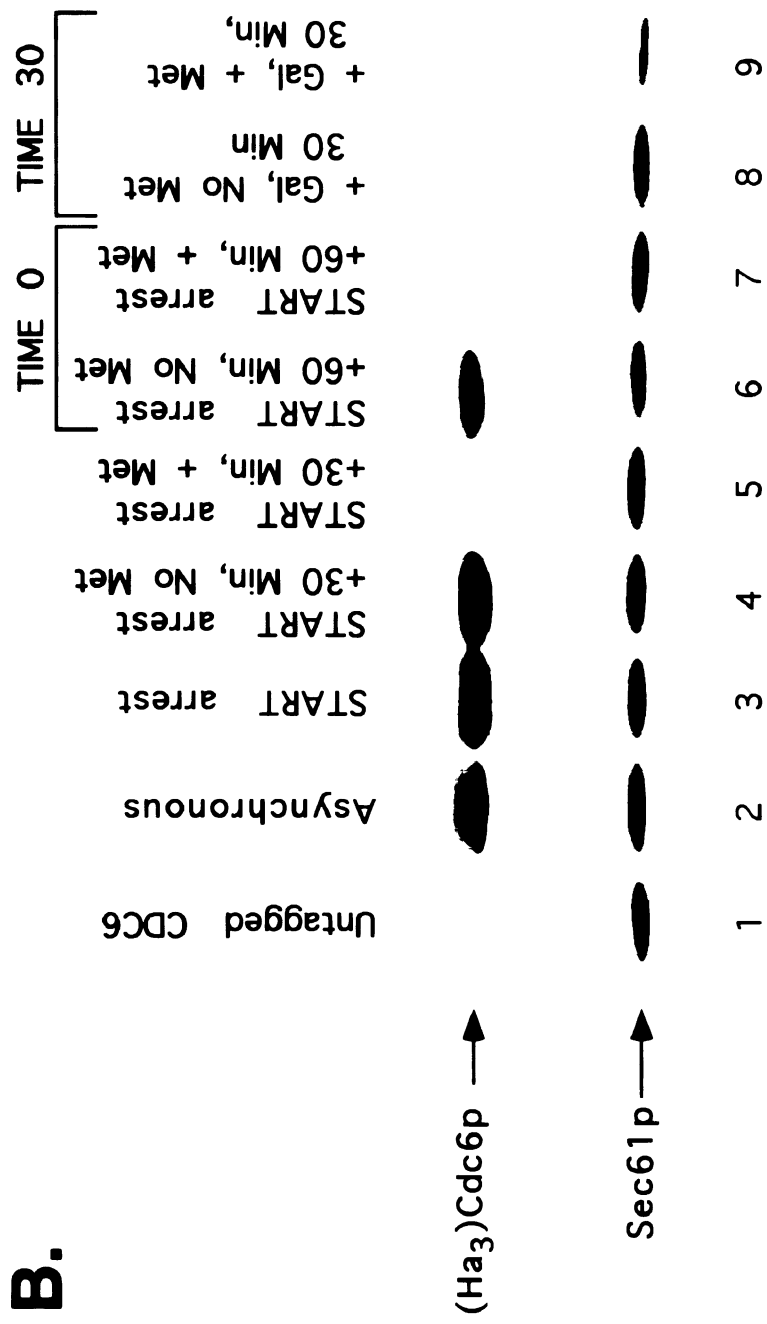 B.
TIME 0
TIME 30
Untagged CDC6
Asynchronous
START arrest
START arrest
+30 Min, No Met
START arrest
+30 Min, + Met
START arrest
+60 Min, No Met
START arrest
+60 Min, + Met
+ Gal, No Met
30 Min
+ Gal, + Met
30 Min,
(Ha3)Cdc6p
Sec61p
1 2 3 4 5 6 7 8 9